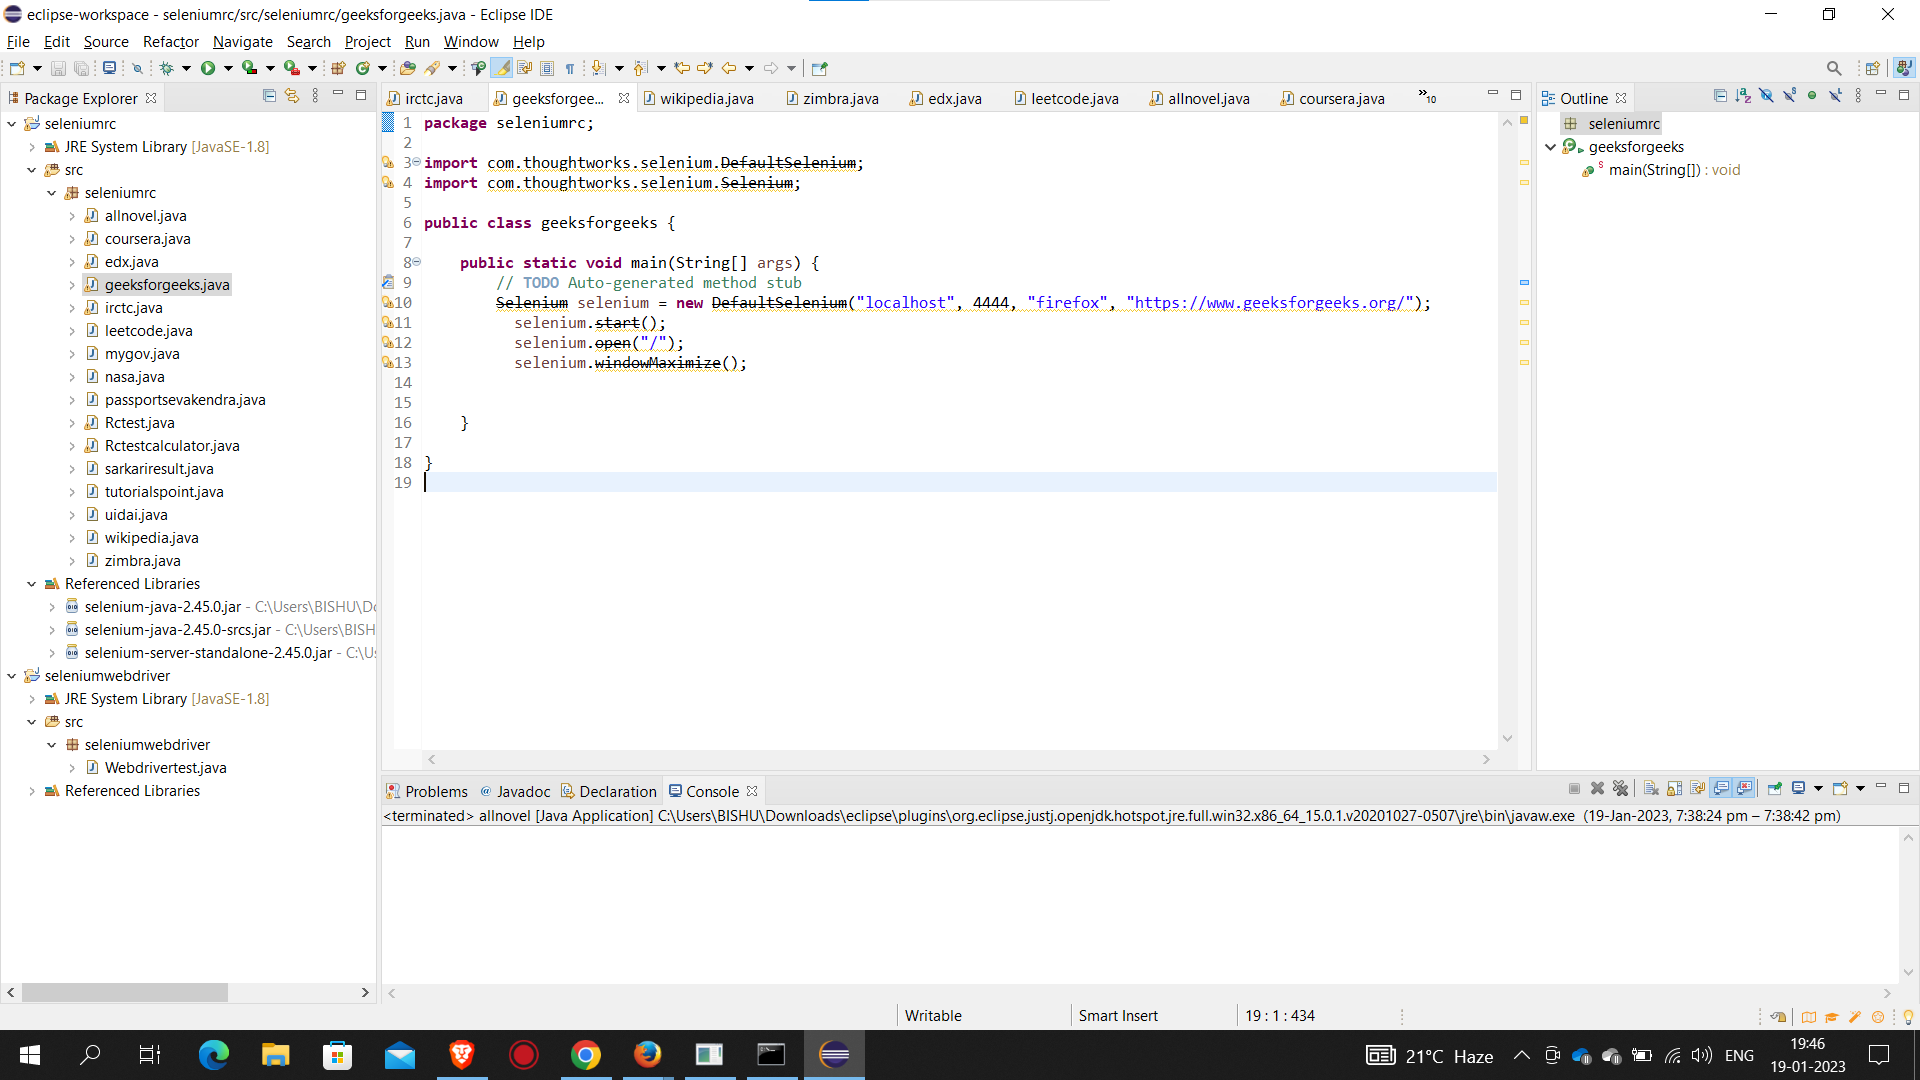 eclipse-workspace - seleniumrc/src/seleniumrc/geeksforgeeks.java - Eclipse IDE
File Edit Source Refactor Navigate Search Project Run Window Help
Package Explorer
seleniumrc
JRE System Library [JavaSE-1.8]
src
seleniumrc
allnovel.java
coursera.java
edx.java
geeksforgeeks.java
irctc.java
leetcode.java
mygov.java
nasa.java
passportsevakendra.java
Rctest.java
Rctestcalculator.java
sarkariresult.java
tutorialspoint.java
uidai.java
wikipedia.java
zimbra.java
Referenced Libraries
selenium-java-2.45.0.jar - C:\Users\BISHU\Do
selenium-java-2.45.0-srcs.jar - C:\Users\BISH
selenium-server-standalone-2.45.0.jar - C:\Us
seleniumwebdriver
JRE System Library [JavaSE-1.8]
src
seleniumwebdriver
Webdrivertest.java
Referenced Libraries
irctc.java geeksforgee... wikipedia.java zimbra.java edx.java leetcode.java allnovel.java coursera.java »10
1 package seleniumrc;
2
3 import com.thoughtworks.selenium.DefaultSelenium;
4 import com.thoughtworks.selenium.Selenium;
5
6 public class geeksforgeeks {
7
8 public static void main(String[] args) {
9 // TODO Auto-generated method stub
10 Selenium selenium = new DefaultSelenium("localhost", 4444, "firefox", "https://www.geeksforgeeks.org/");
11 selenium.start();
12 selenium.open("/");
13 selenium.windowMaximize();
14
15
16 }
17
18 }
19
Outline
seleniumrc
geeksforgeeks
main(String[]) : void
Problems Javadoc Declaration Console
<terminated> allnovel [Java Application] C:\Users\BISHU\Downloads\eclipse\plugins\org.eclipse.justj.openjdk.hotspot.jre.full.win32.x86_64_15.0.1.v20201027-0507\jre\bin\javaw.exe (19-Jan-2023, 7:38:24 pm – 7:38:42 pm)
Writable Smart Insert 19 : 1 : 434
21°C Haze ENG 19:46
19-01-2023